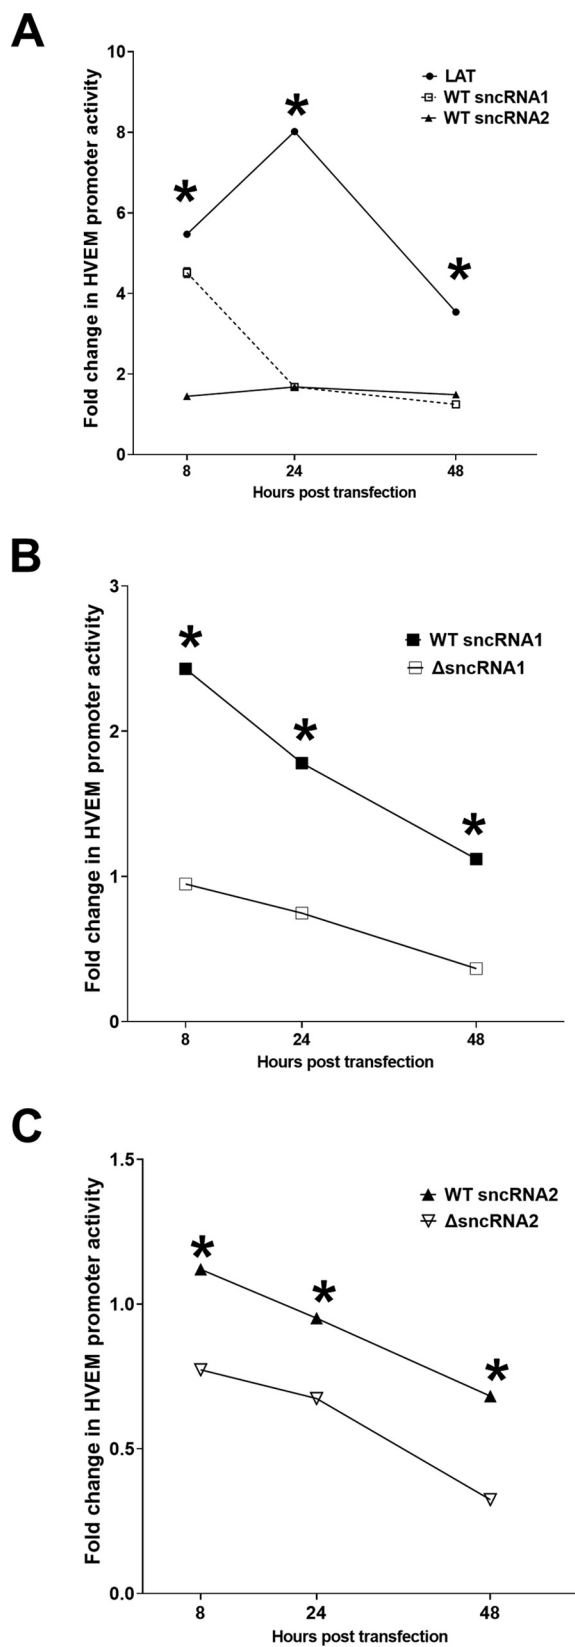 A
Fold change in HVEM promoter activity
10
8
6
4
2
0
*
*
*
LAT
WT sncRNA1
WT sncRNA2
8
24
48
Hours post transfection
B
Fold change in HVEM promoter activity
3
2
1
0
*
*
*
WT sncRNA1
ΔsncRNA1
8
24
48
Hours post transfection
C
Fold change in HVEM promoter activity
1.5
1.0
0.5
0.0
*
*
*
WT sncRNA2
ΔsncRNA2
8
24
48
Hours post transfection